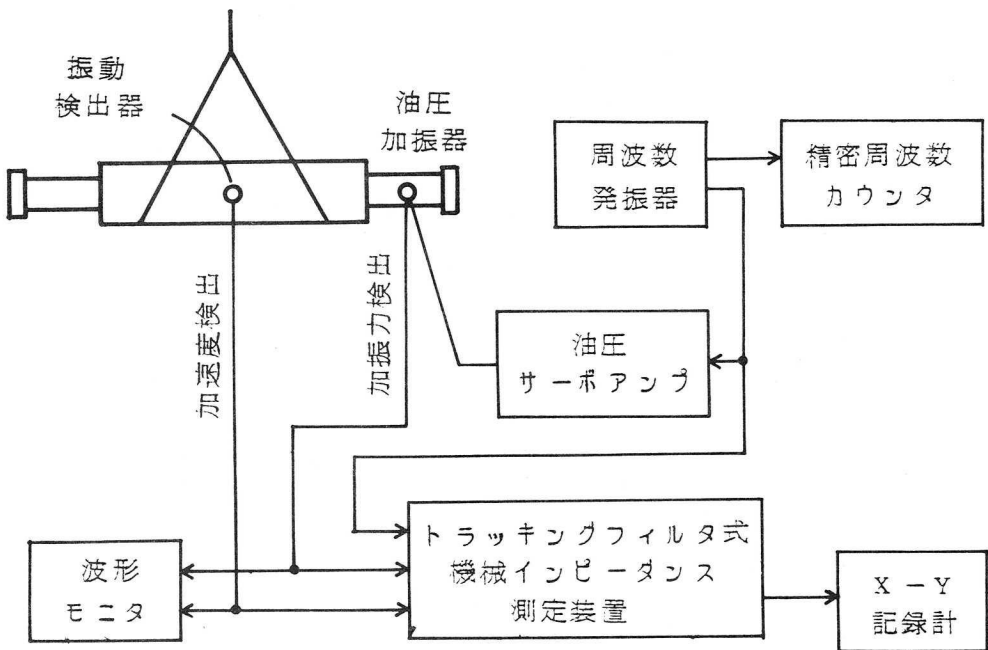 振動
検出器
油圧
加振器
周波数
発振器
精密周波数
カウンタ
加速度検出
加振力検出
油圧
サーボアンプ
トラッキングフィルタ式
機械インピーダンス
測定装置
波形
モニタ
X－Y
記録計